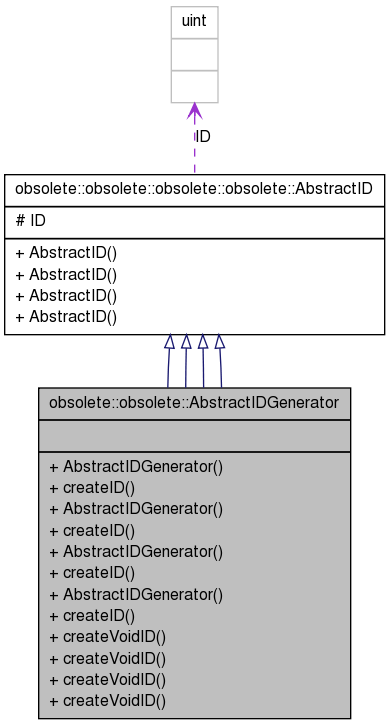 uint
ID
obsolete::obsolete::obsolete::obsolete::AbstractID
# ID
+ AbstractID()
+ AbstractID()
+ AbstractID()
+ AbstractID()
obsolete::obsolete::AbstractIDGenerator
+ AbstractIDGenerator()
+ createID()
+ AbstractIDGenerator()
+ createID()
+ AbstractIDGenerator()
+ createID()
+ AbstractIDGenerator()
+ createID()
+ createVoidID()
+ createVoidID()
+ createVoidID()
+ createVoidID()